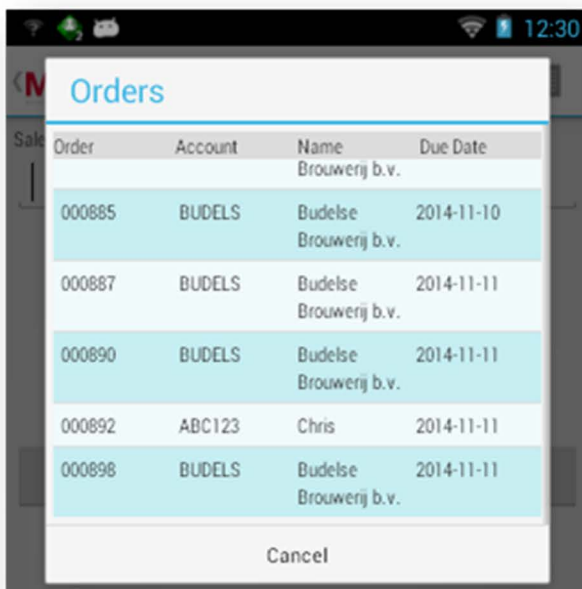 12:30
M
Orders
Sale
Order Account Name Due Date
Brouwerij b.v.
000885 BUDELS Budelse 2014-11-10
Brouwerij b.v.
000887 BUDELS Budelse 2014-11-11
Brouwerij b.v.
000890 BUDELS Budelse 2014-11-11
Brouwerij b.v.
000892 ABC123 Chris 2014-11-11
000898 BUDELS Budelse 2014-11-11
Brouwerij b.v.
Cancel